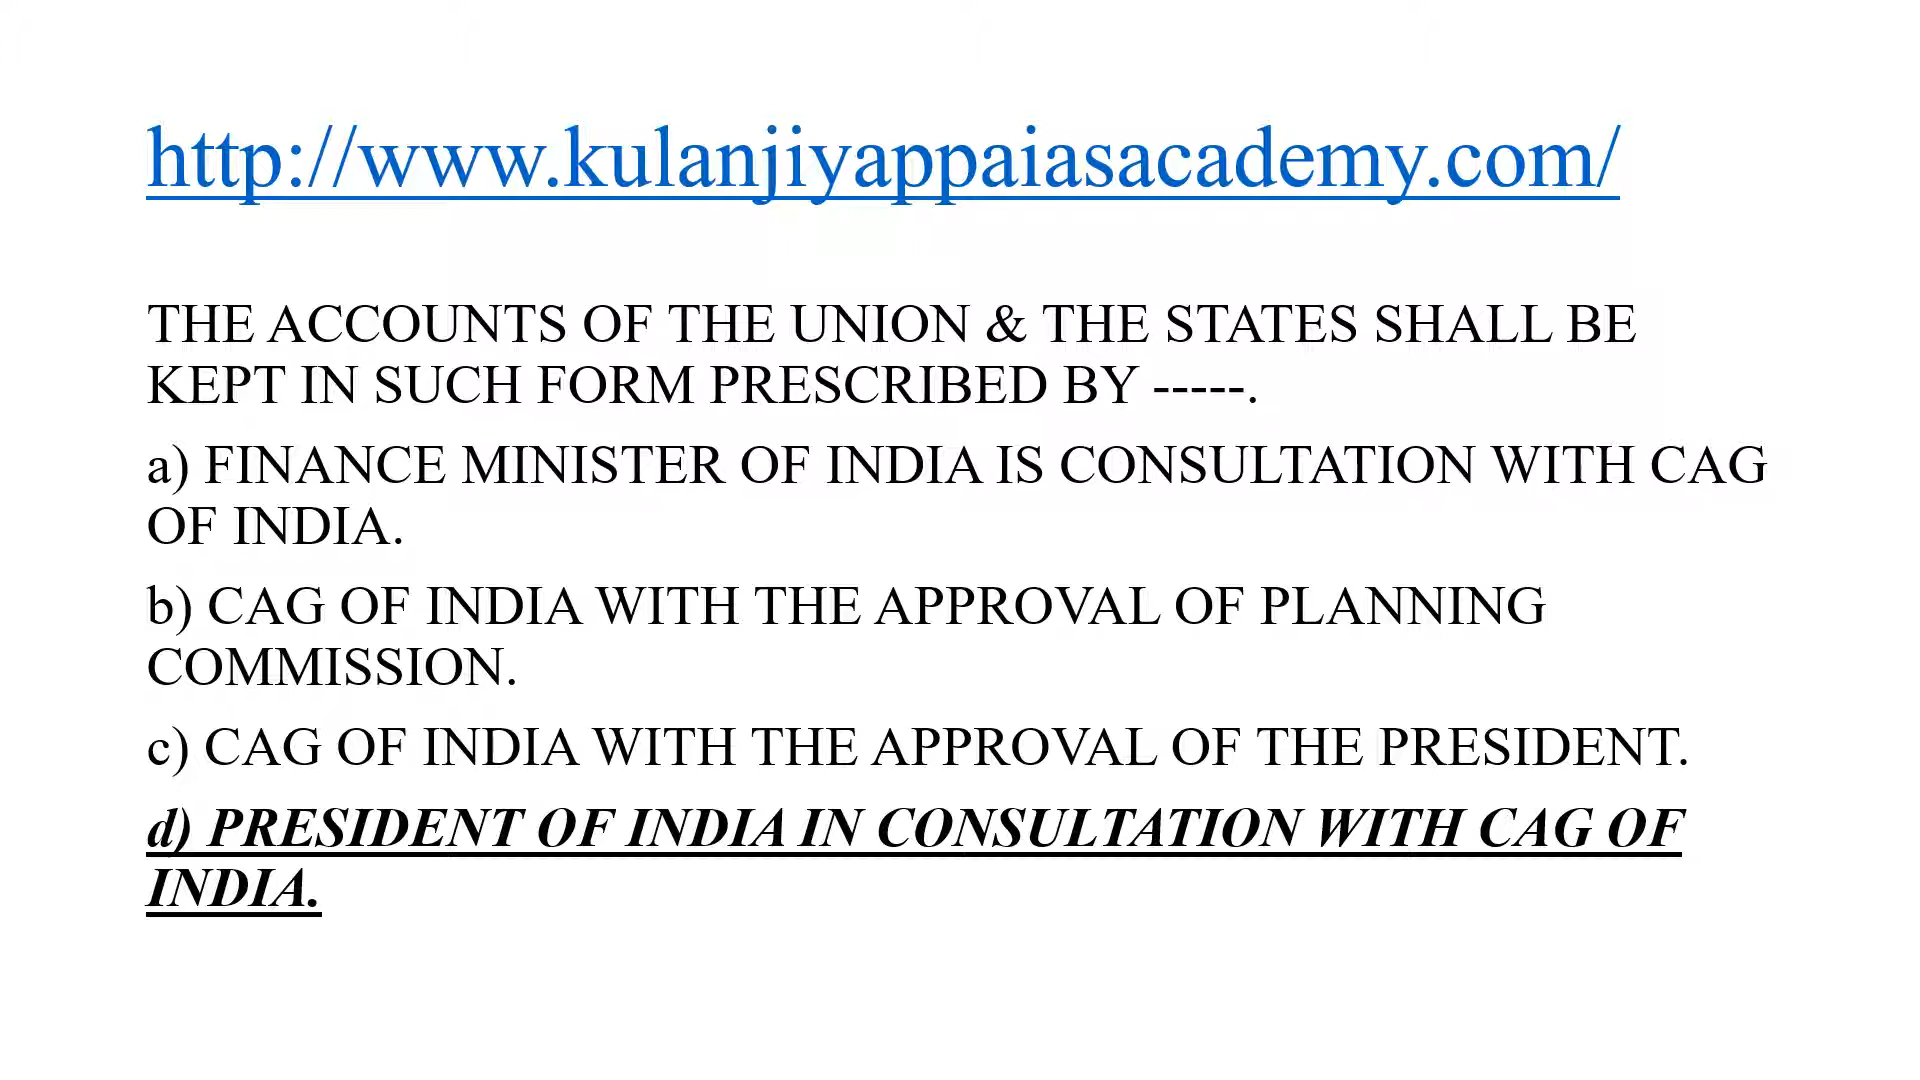 http://www.kulanjiyappaiasacademy.com/
THE ACCOUNTS OF THE UNION & THE STATES SHALL BE
KEPT IN SUCH FORM PRESCRIBED BY -----.
a) FINANCE MINISTER OF INDIA IS CONSULTATION WITH CAG
OF INDIA.
b) CAG OF INDIA WITH THE APPROVAL OF PLANNING
COMMISSION.
c) CAG OF INDIA WITH THE APPROVAL OF THE PRESIDENT.
d) PRESIDENT OF INDIA IN CONSULTATION WITH CAG OF
INDIA.